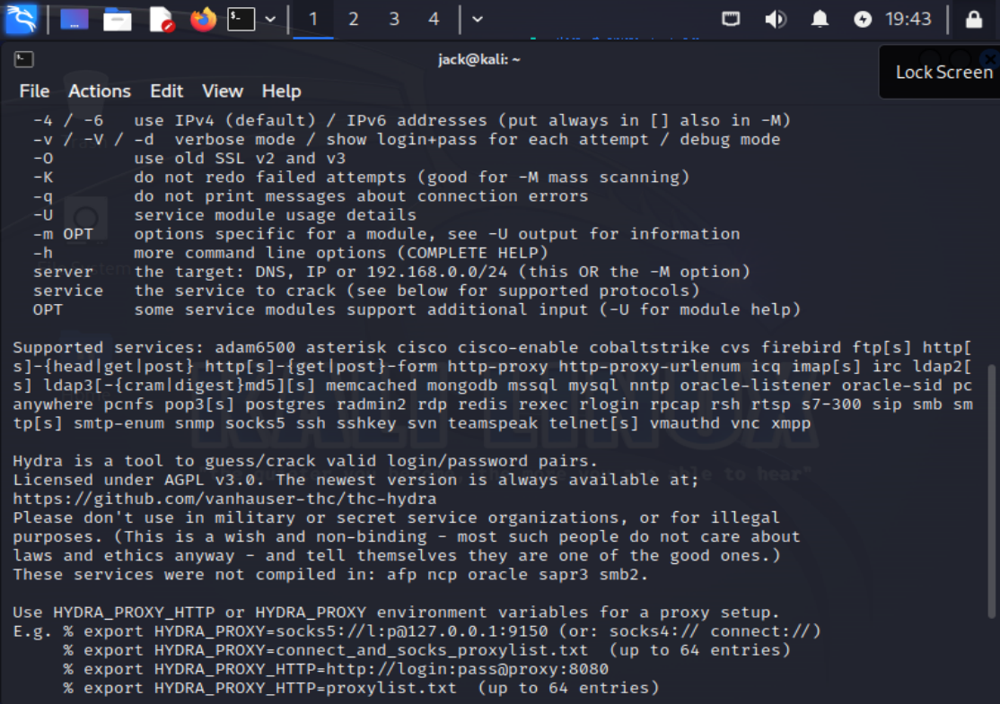 1 2 3 4 19:43
jack@kali: ~
Lock Screen
File Actions Edit View Help
-4 / -6 use IPv4 (default) / IPv6 addresses (put always in [] also in -M)
-v / -V / -d verbose mode / show login+pass for each attempt / debug mode
-O use old SSL v2 and v3
-K do not redo failed attempts (good for -M mass scanning)
-q do not print messages about connection errors
-U service module usage details
-m OPT options specific for a module, see -U output for information
-h more command line options (COMPLETE HELP)
server the target: DNS, IP or 192.168.0.0/24 (this OR the -M option)
service the service to crack (see below for supported protocols)
OPT some service modules support additional input (-U for module help)
Supported services: adam6500 asterisk cisco cisco-enable cobaltstrike cvs firebird ftp[s] http[
s]-{head|get|post} http[s]-{get|post}-form http-proxy http-proxy-urlenum icq imap[s] irc ldap2[
s] ldap3[-{cram|digest}md5][s] memcached mongodb mssql mysql nntp oracle-listener oracle-sid pc
anywhere pcnfs pop3[s] postgres radmin2 rdp redis rexec rlogin rpcap rsh rtsp s7-300 sip smb sm
tp[s] smtp-enum snmp socks5 ssh sshkey svn teamspeak telnet[s] vmauthd vnc xmpp
Hydra is a tool to guess/crack valid login/password pairs.
Licensed under AGPL v3.0. The newest version is always available at;
https://github.com/vanhauser-thc/thc-hydra
Please don't use in military or secret service organizations, or for illegal
purposes. (This is a wish and non-binding - most such people do not care about
laws and ethics anyway - and tell themselves they are one of the good ones.)
These services were not compiled in: afp ncp oracle sapr3 smb2.
Use HYDRA_PROXY_HTTP or HYDRA_PROXY environment variables for a proxy setup.
E.g. % export HYDRA_PROXY=socks5://l:p@127.0.0.1:9150 (or: socks4:// connect://)
% export HYDRA_PROXY=connect_and_socks_proxylist.txt (up to 64 entries)
% export HYDRA_PROXY_HTTP=http://login:pass@proxy:8080
% export HYDRA_PROXY_HTTP=proxylist.txt (up to 64 entries)